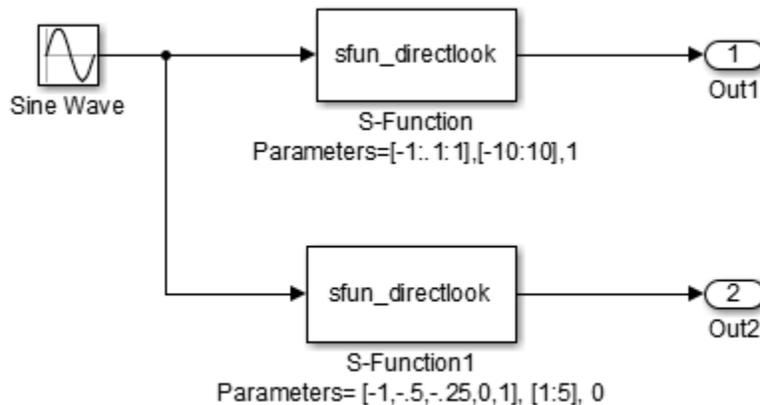 sfun_directlook
1
Sine Wave
Out1
S-Function
Parameters=[-1:.1:1],[-10:10],1
sfun_directlook
2
Out2
S-Function1
Parameters= [-1,-.5,-.25,0,1], [1:5], 0